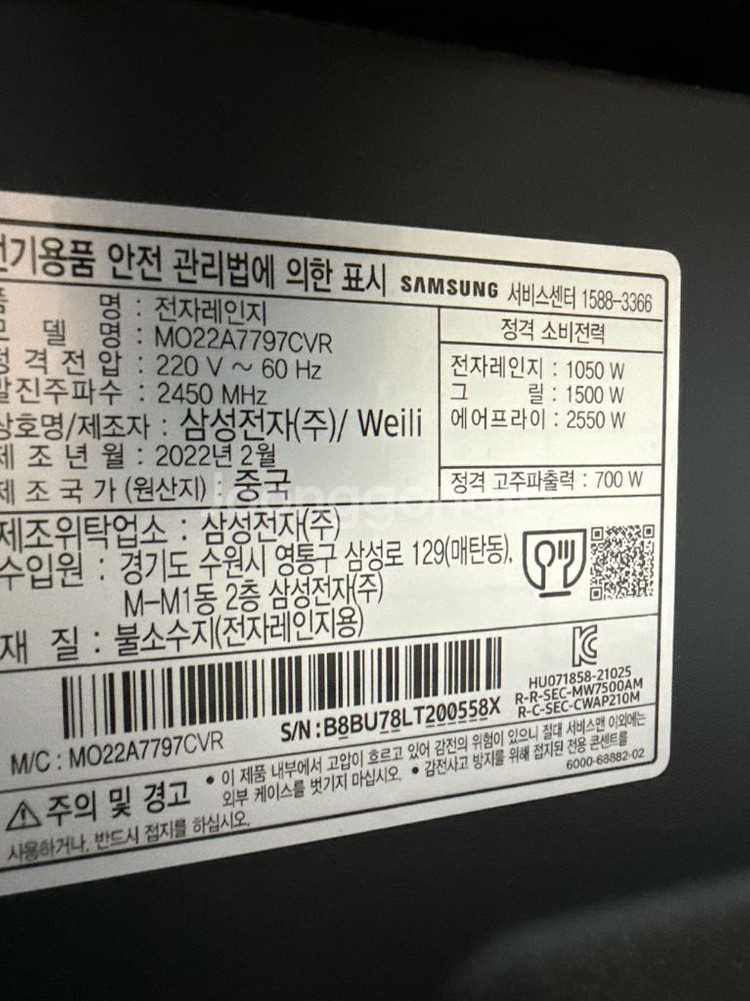 전기용품 안전 관리법에 의한 표시 SAMSUNG 서비스센터 1588-3366
품 명 : 전자레인지
모 델 명 : MO22A7797CVR
정 격 전 압 : 220 V ~ 60 Hz
발진주파수 : 2450 MHz
상호명/제조자 : 삼성전자(주)/ Weili
제 조 년 월 : 2022년 2월
제 조 국 가 (원산지) : 중국
정격 소비전력
전자레인지 : 1050 W
그 릴 : 1500 W
에어프라이 : 2550 W
정격 고주파출력 : 700 W
제조위탁업소 : 삼성전자(주)
수입원 : 경기도 수원시 영통구 삼성로 129(매탄동),
M-M1동 2층 삼성전자(주)
재 질 : 불소수지(전자레인지용)
HU071858-21025
R-R-SEC-MW7500AM
R-C-SEC-CWAP210M
S/N : B8BU78LT200558X
M/C : MO22A7797CVR
주의 및 경고
• 이 제품 내부에서 고압이 흐르고 있어 감전의 위험이 있으니 절대 서비스맨 이외에는
외부 케이스를 벗기지 마십시오. • 감전사고 방지를 위해 접지된 전용 콘센트를
사용하거나, 반드시 접지를 하십시오.
6000-68882-02